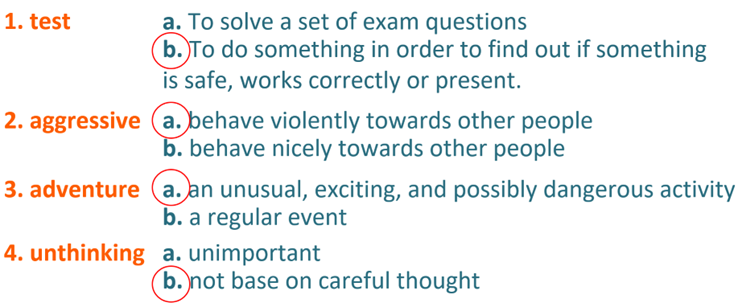 1. test a. To solve a set of exam questions
b. To do something in order to find out if something
is safe, works correctly or present.
2. aggressive a. behave violently towards other people
b. behave nicely towards other people
3. adventure a. an unusual, exciting, and possibly dangerous activity
b. a regular event
4. unthinking a. unimportant
b. not base on careful thought